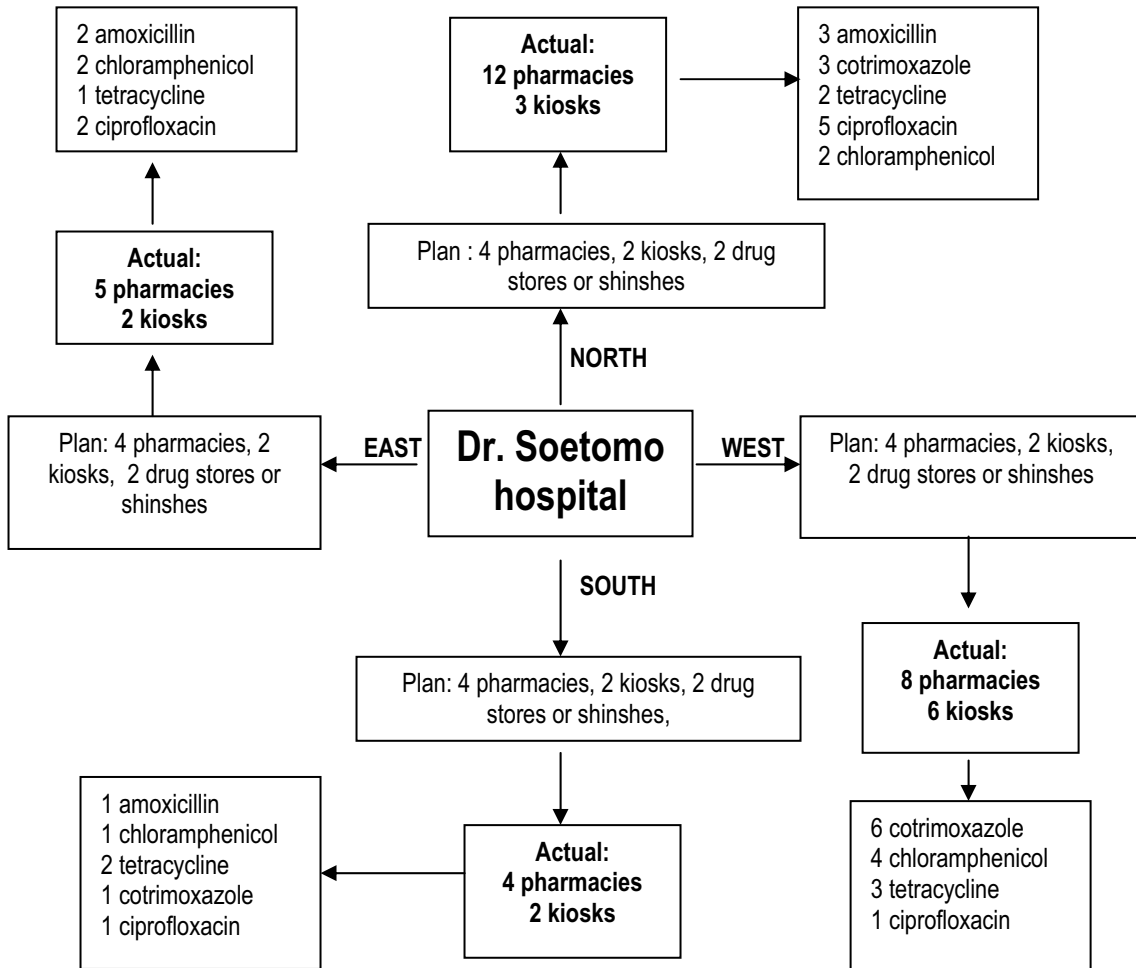 2 amoxicillin
2 chloramphenicol
1 tetracycline
2 ciprofloxacin
Actual:
12 pharmacies
3 kiosks
3 amoxicillin
3 cotrimoxazole
2 tetracycline
5 ciprofloxacin
2 chloramphenicol
Actual:
5 pharmacies
2 kiosks
Plan : 4 pharmacies, 2 kiosks, 2 drug
stores or shinshes
NORTH
Plan: 4 pharmacies, 2
kiosks, 2 drug stores or
shinshes
EAST
Dr. Soetomo
hospital
WEST
Plan: 4 pharmacies, 2 kiosks,
2 drug stores or shinshes
SOUTH
Plan: 4 pharmacies, 2 kiosks, 2 drug
stores or shinshes,
Actual:
8 pharmacies
6 kiosks
1 amoxicillin
1 chloramphenicol
2 tetracycline
1 cotrimoxazole
1 ciprofloxacin
Actual:
4 pharmacies
2 kiosks
6 cotrimoxazole
4 chloramphenicol
3 tetracycline
1 ciprofloxacin